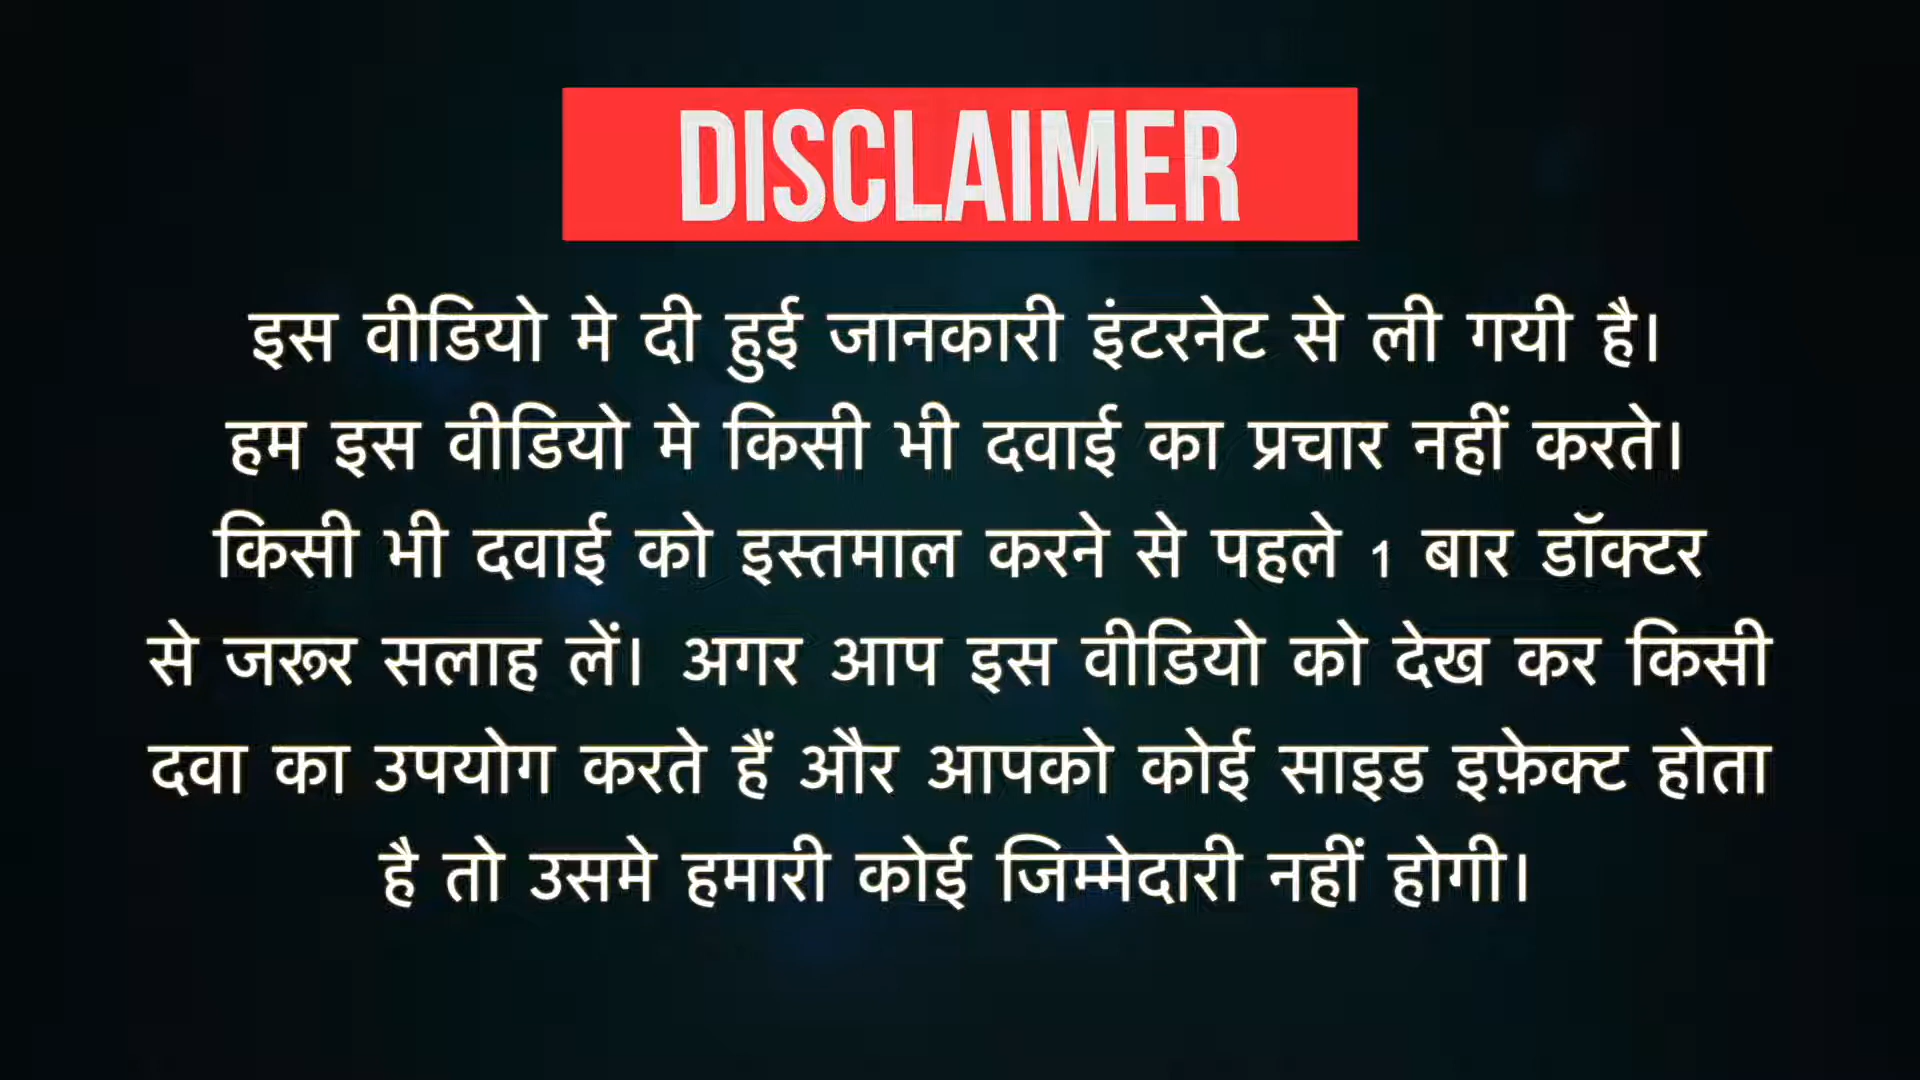 DISCLAIMER
इस वीडियो मे दी हुई जानकारी इंटरनेट से ली गयी है।
हम इस वीडियो मे किसी भी दवाई का प्रचार नहीं करते।
किसी भी दवाई को इस्तमाल करने से पहले 1 बार डॉक्टर
से जरूर सलाह लें। अगर आप इस वीडियो को देख कर किसी
दवा का उपयोग करते हैं और आपको कोई साइड इफ़ेक्ट होता
है तो उसमे हमारी कोई जिम्मेदारी नहीं होगी।